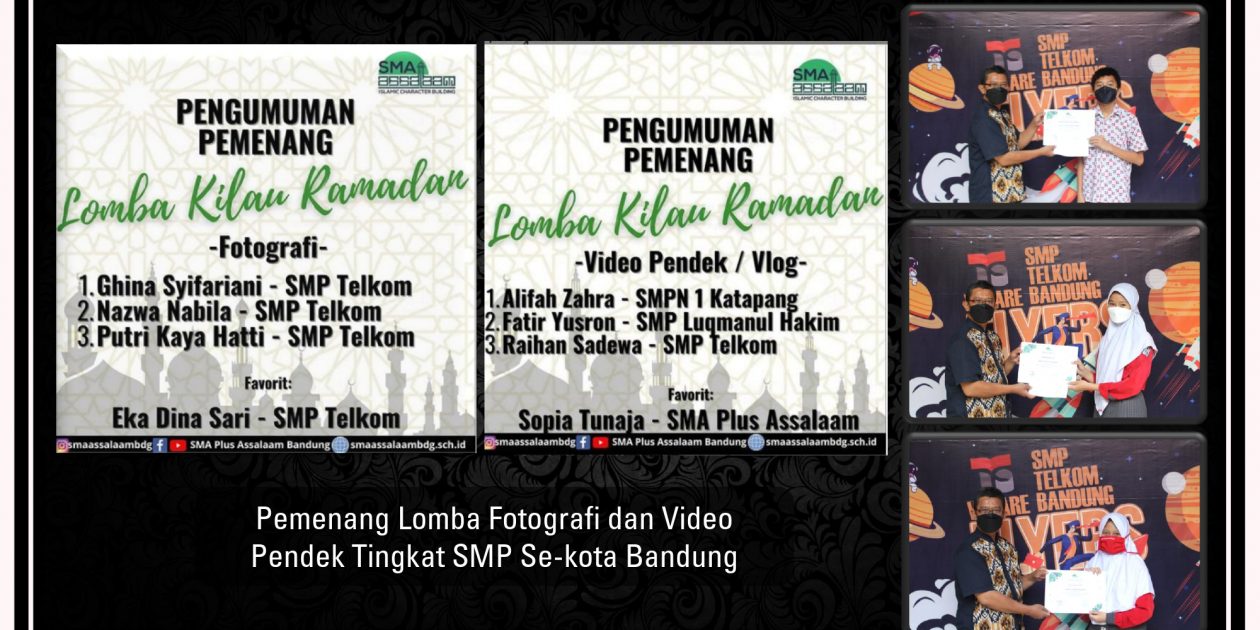 SMA
assalaam
ISLAMIC CHARACTER BUILDING
PENGUMUMAN
PEMENANG
Lomba Kilau Ramadan
-Fotografi-
1. Ghina Syifariani - SMP Telkom
2. Nazwa Nabila - SMP Telkom
3. Putri Kaya Hatti - SMP Telkom
Favorit:
Eka Dina Sari - SMP Telkom
smaassalaambdg SMA Plus Assalaam Bandung smaassalaambdg.sch.id
SMA
assalaam
ISLAMIC CHARACTER BUILDING
PENGUMUMAN
PEMENANG
Lomba Kilau Ramadan
-Video Pendek / Vlog-
1. Alifah Zahra - SMPN 1 Katapang
2. Fatir Yusron - SMP Luqmanul Hakim
3. Raihan Sadewa - SMP Telkom
Favorit:
Sopia Tunaja - SMA Plus Assalaam
smaassalaambdg SMA Plus Assalaam Bandung smaassalaambdg.sch.id
Pemenang Lomba Fotografi dan Video
Pendek Tingkat SMP Se-kota Bandung
SMP
TELKOM
ARE BANDUNG
SMP
TELKOM
ARE BANDUNG
SMP
TELKOM
ARE BANDUNG